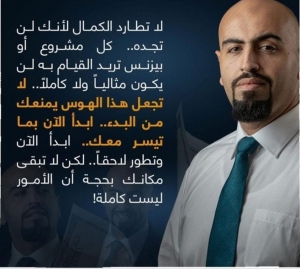 لا تطارد الكمال لأنك لن
تجده.. كل مشروع أو
بيزنس تريد القيام به لن
يكون مثالياً ولا كاملاً.. لا
تجعل هذا الهوس يمنعك
من البدء.. ابدأ الآن بما
تيسر معك.. ابدأ الآن
وتطور لاحقاً.. لكن لا تبقى
مكانك بحجة أن الأمور
ليست كاملة!